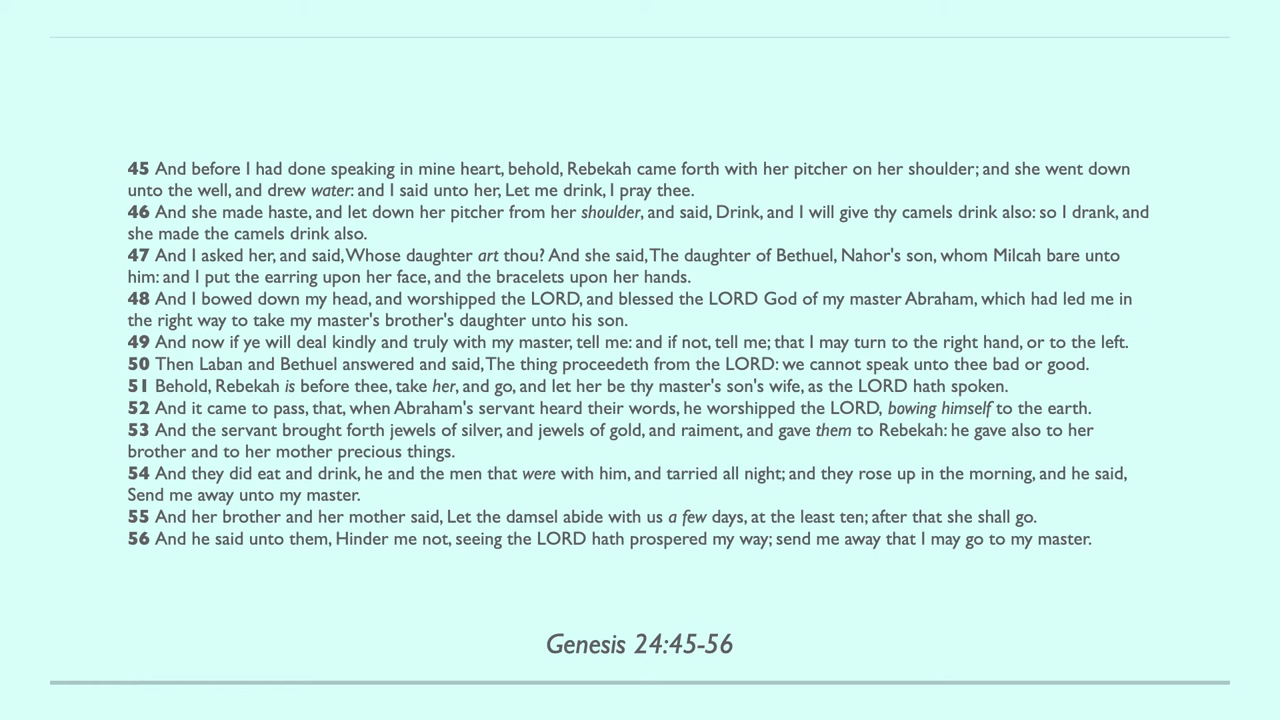 45 And before I had done speaking in mine heart, behold, Rebekah came forth with her pitcher on her shoulder; and she went down
unto the well, and drew water: and I said unto her, Let me drink, I pray thee.
46 And she made haste, and let down her pitcher from her shoulder, and said, Drink, and I will give thy camels drink also: so I drank, and
she made the camels drink also.
47 And I asked her, and said, Whose daughter art thou? And she said, The daughter of Bethuel, Nahor's son, whom Milcah bare unto
him: and I put the earring upon her face, and the bracelets upon her hands.
48 And I bowed down my head, and worshipped the LORD, and blessed the LORD God of my master Abraham, which had led me in
the right way to take my master's brother's daughter unto his son.
49 And now if ye will deal kindly and truly with my master, tell me: and if not, tell me; that I may turn to the right hand, or to the left.
50 Then Laban and Bethuel answered and said, The thing proceedeth from the LORD: we cannot speak unto thee bad or good.
51 Behold, Rebekah is before thee, take her, and go, and let her be thy master's son's wife, as the LORD hath spoken.
52 And it came to pass, that, when Abraham's servant heard their words, he worshipped the LORD, bowing himself to the earth.
53 And the servant brought forth jewels of silver, and jewels of gold, and raiment, and gave them to Rebekah: he gave also to her
brother and to her mother precious things.
54 And they did eat and drink, he and the men that were with him, and tarried all night; and they rose up in the morning, and he said,
Send me away unto my master.
55 And her brother and her mother said, Let the damsel abide with us a few days, at the least ten; after that she shall go.
56 And he said unto them, Hinder me not, seeing the LORD hath prospered my way; send me away that I may go to my master.
Genesis 24:45-56